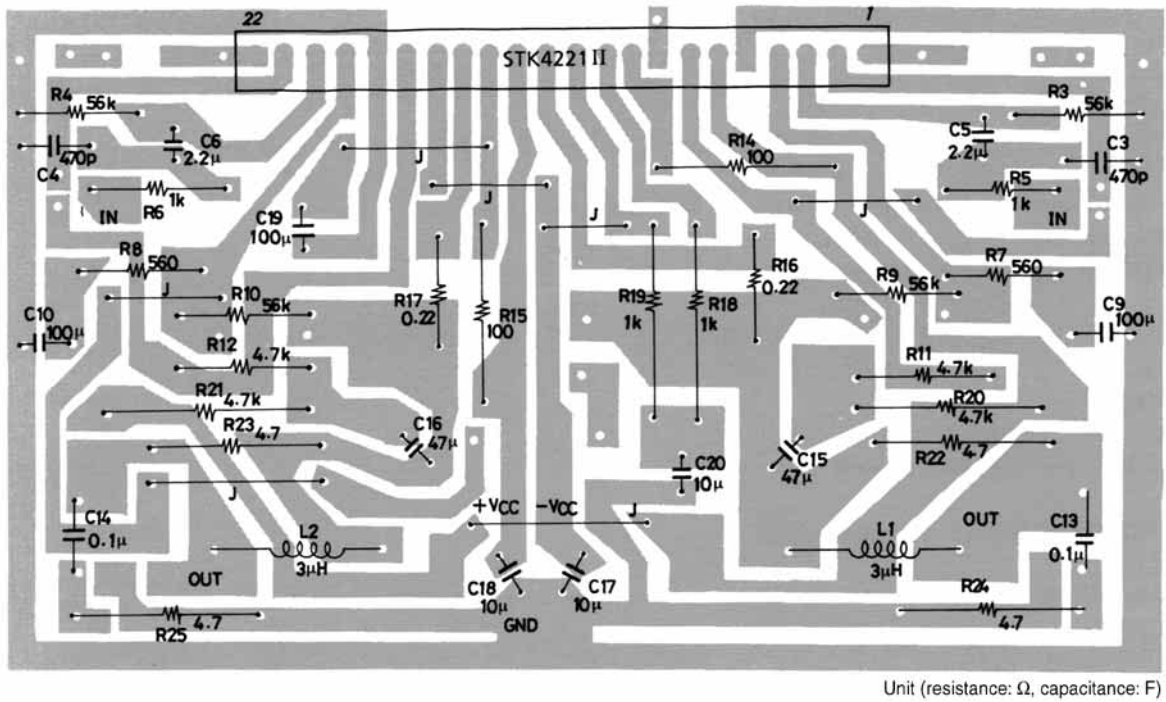 22
1
STK4221 II
R4
56k
C6
2.2μ
470p
C4
R6
1k
IN
J
R14
100
R3
56k
C5
2.2μ
C3
470p
R5
1k
IN
J
J
J
C19
100μ
R8
560
J
R10
56k
C10
100μ
R12
4.7k
R21
4.7k
R23
4.7
J
R17
0.22
R15
100
R19
1k
R18
1k
R16
0.22
R9
56k
R7
560
C9
100μ
R11
4.7k
R20
4.7k
R22
4.7
C16
47μ
C15
47μ
C20
10μ
+VCC
-VCC
J
C14
0.1μ
L2
3μH
OUT
L1
3μH
OUT
C13
0.1μ
C18
10μ
C17
10μ
GND
R25
4.7
R24
4.7
Unit (resistance: Ω, capacitance: F)